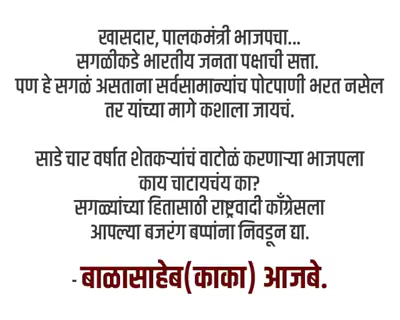 खासदार, पालकमंत्री भाजपचा...
सगळीकडे भारतीय जनता पक्षाची सत्ता.
पण हे सगळं असताना सर्वसामान्यांच पोटपाणी भरत नसेल
तर यांच्या मागे कशाला जायचं.
साडे चार वर्षात शेतकऱ्यांचं वाटोळं करणाऱ्या भाजपला
काय चाटायचंय का?
सगळ्यांच्या हितासाठी राष्ट्रवादी काँग्रेसला
आपल्या बजरंग बप्पांना निवडून द्या.
- बाळासाहेब(काका) आजबे.